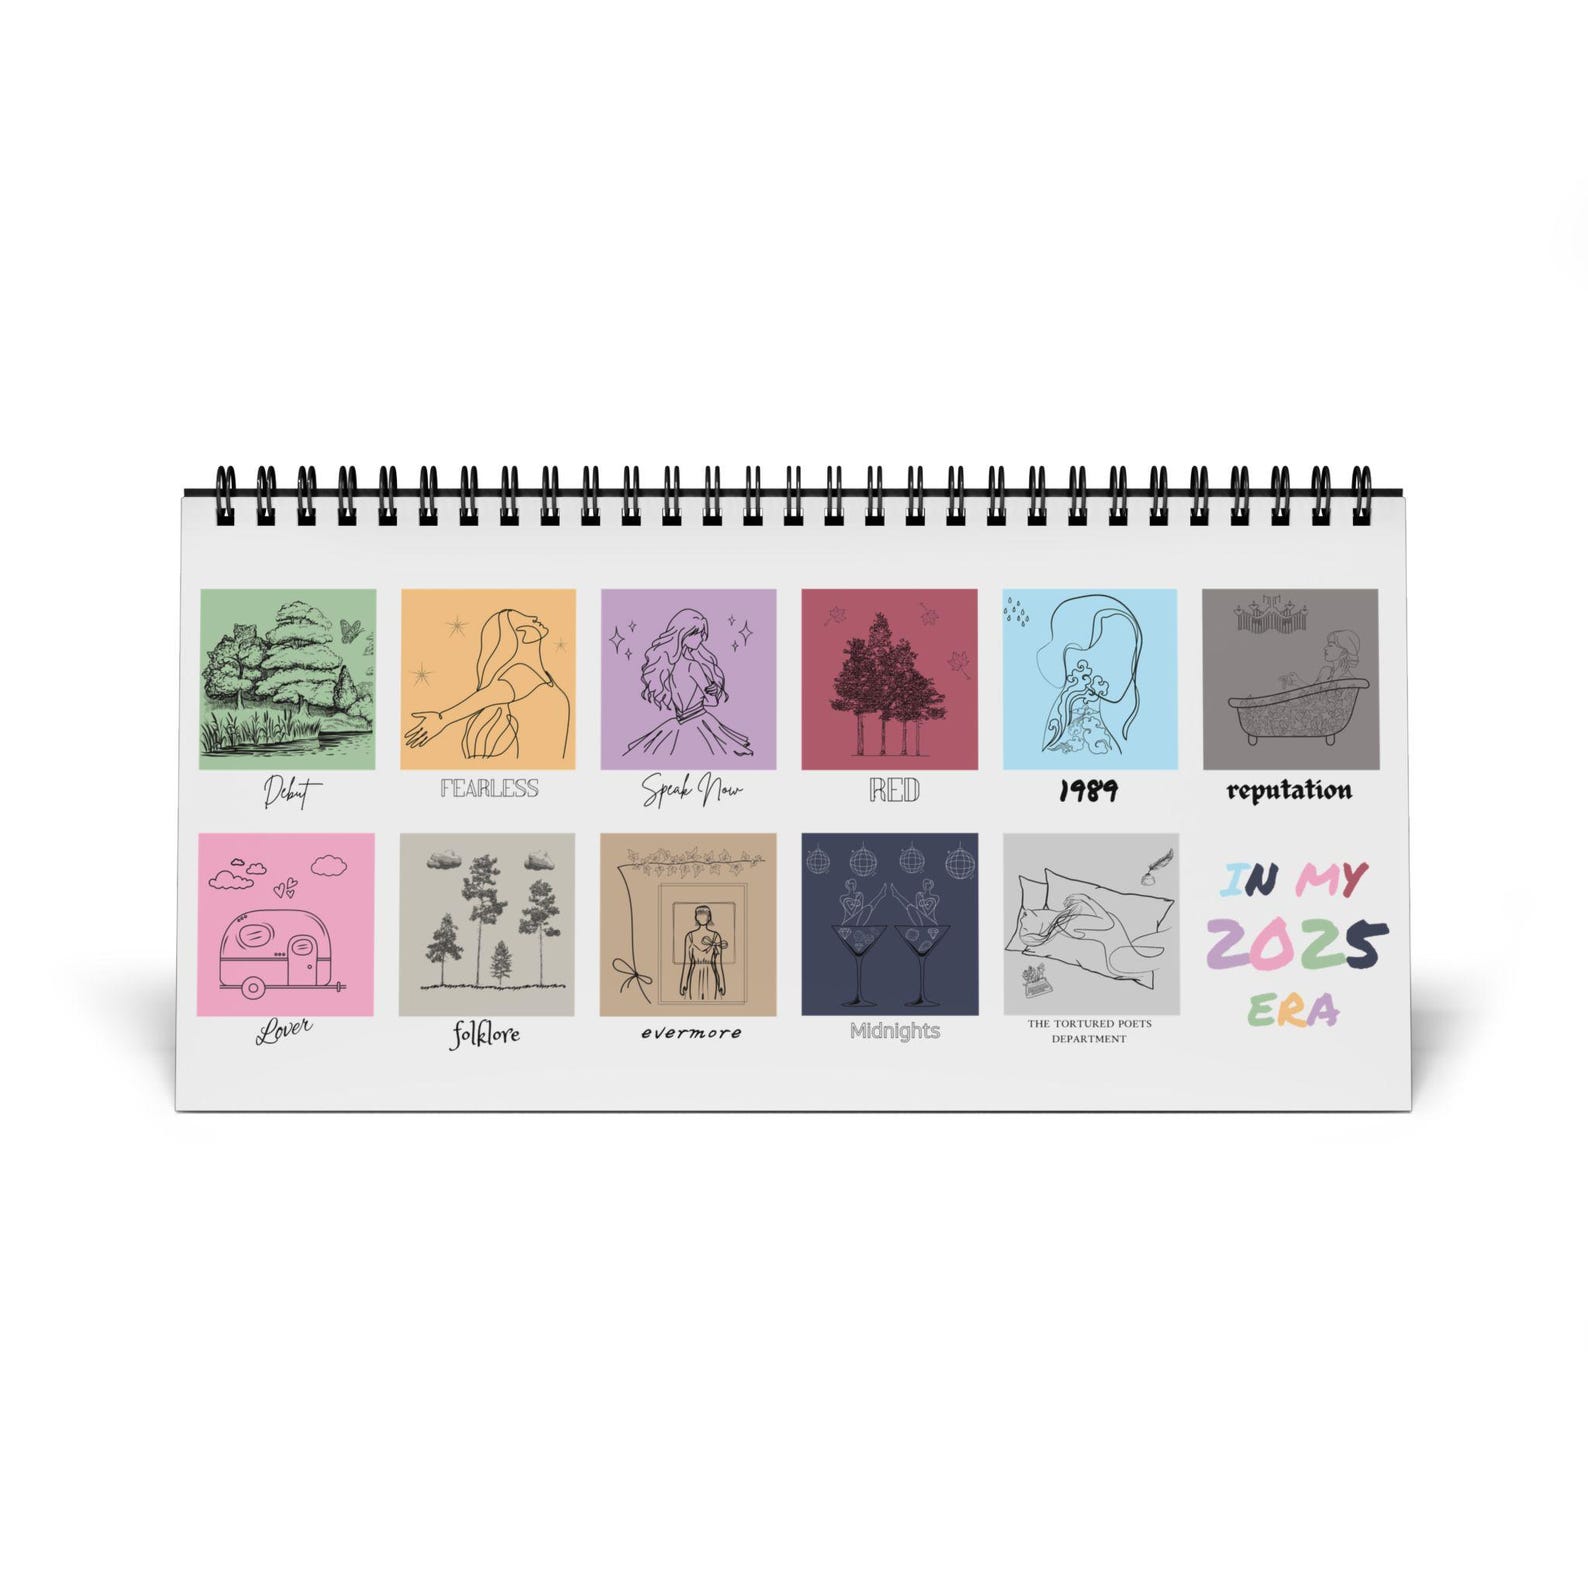 Debut
FEARLESS
Speak Now
RED
1989
reputation
Lover
folklore
evermore
Midnights
THE TORTURED POETS
DEPARTMENT
IN MY
2025
ERA